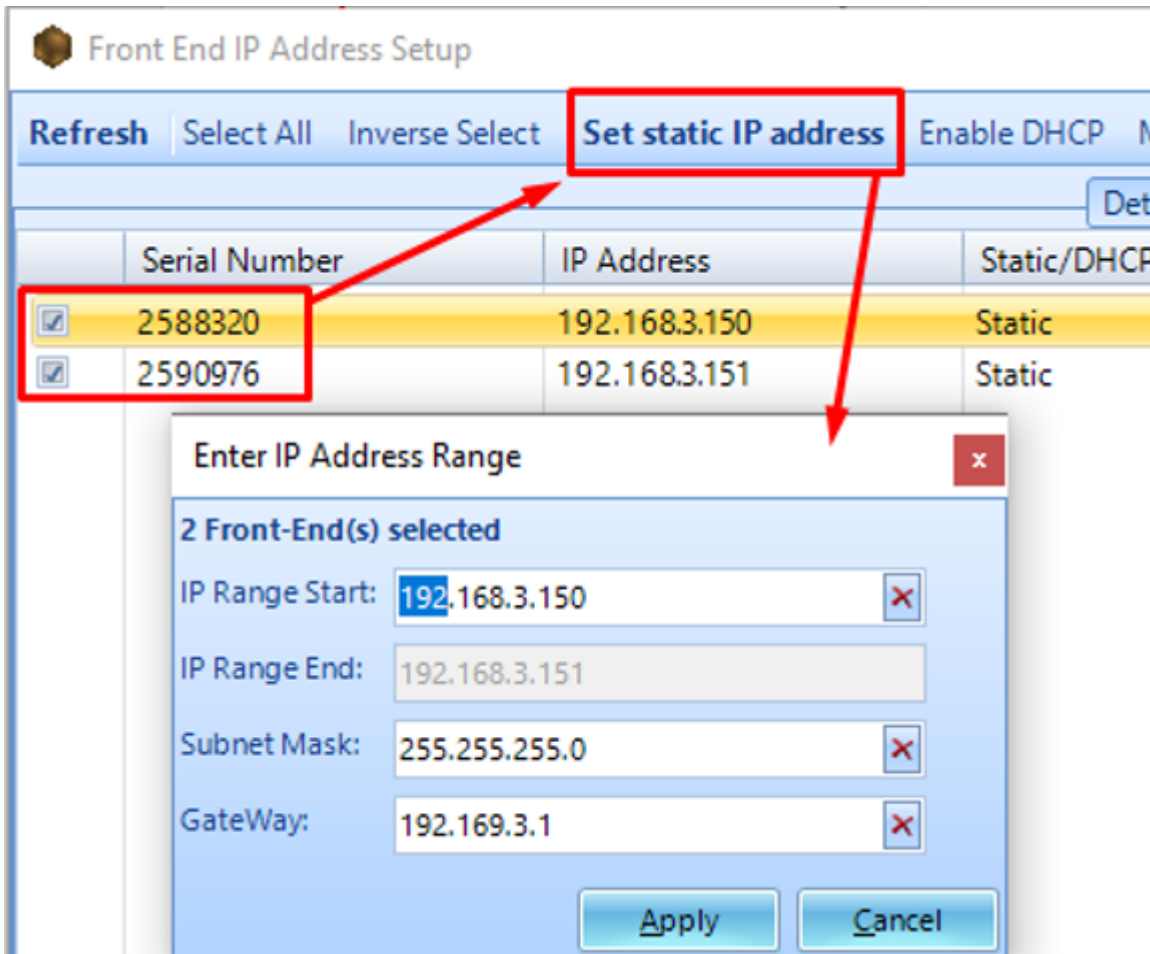 Front End IP Address Setup
Refresh Select All Inverse Select Set static IP address Enable DHCP
Serial Number IP Address Static/DHCP
2588320 192.168.3.150 Static
2590976 192.168.3.151 Static
Enter IP Address Range
x
2 Front-End(s) selected
IP Range Start: 192.168.3.150
IP Range End: 192.168.3.151
Subnet Mask: 255.255.255.0
GateWay: 192.169.3.1
Apply Cancel